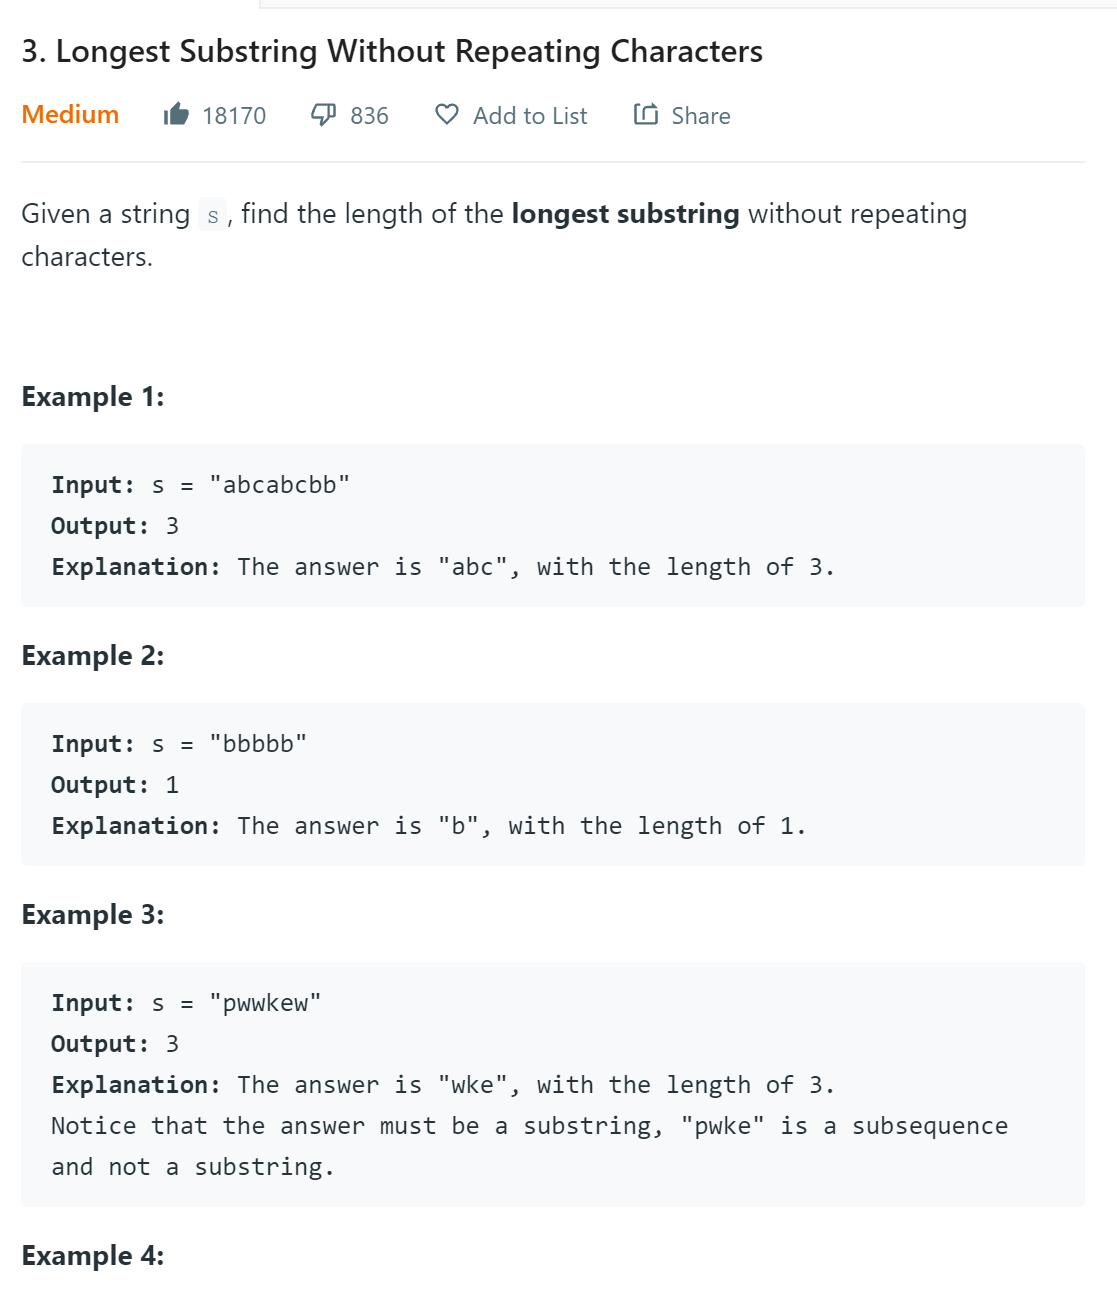 3. Longest Substring Without Repeating Characters
Medium 18170 836 Add to List Share
Given a string s, find the length of the longest substring without repeating
characters.
Example 1:
Input: s = "abcabcbb"
Output: 3
Explanation: The answer is "abc", with the length of 3.
Example 2:
Input: s = "bbbbb"
Output: 1
Explanation: The answer is "b", with the length of 1.
Example 3:
Input: s = "pwwkew"
Output: 3
Explanation: The answer is "wke", with the length of 3.
Notice that the answer must be a substring, "pwke" is a subsequence
and not a substring.
Example 4: